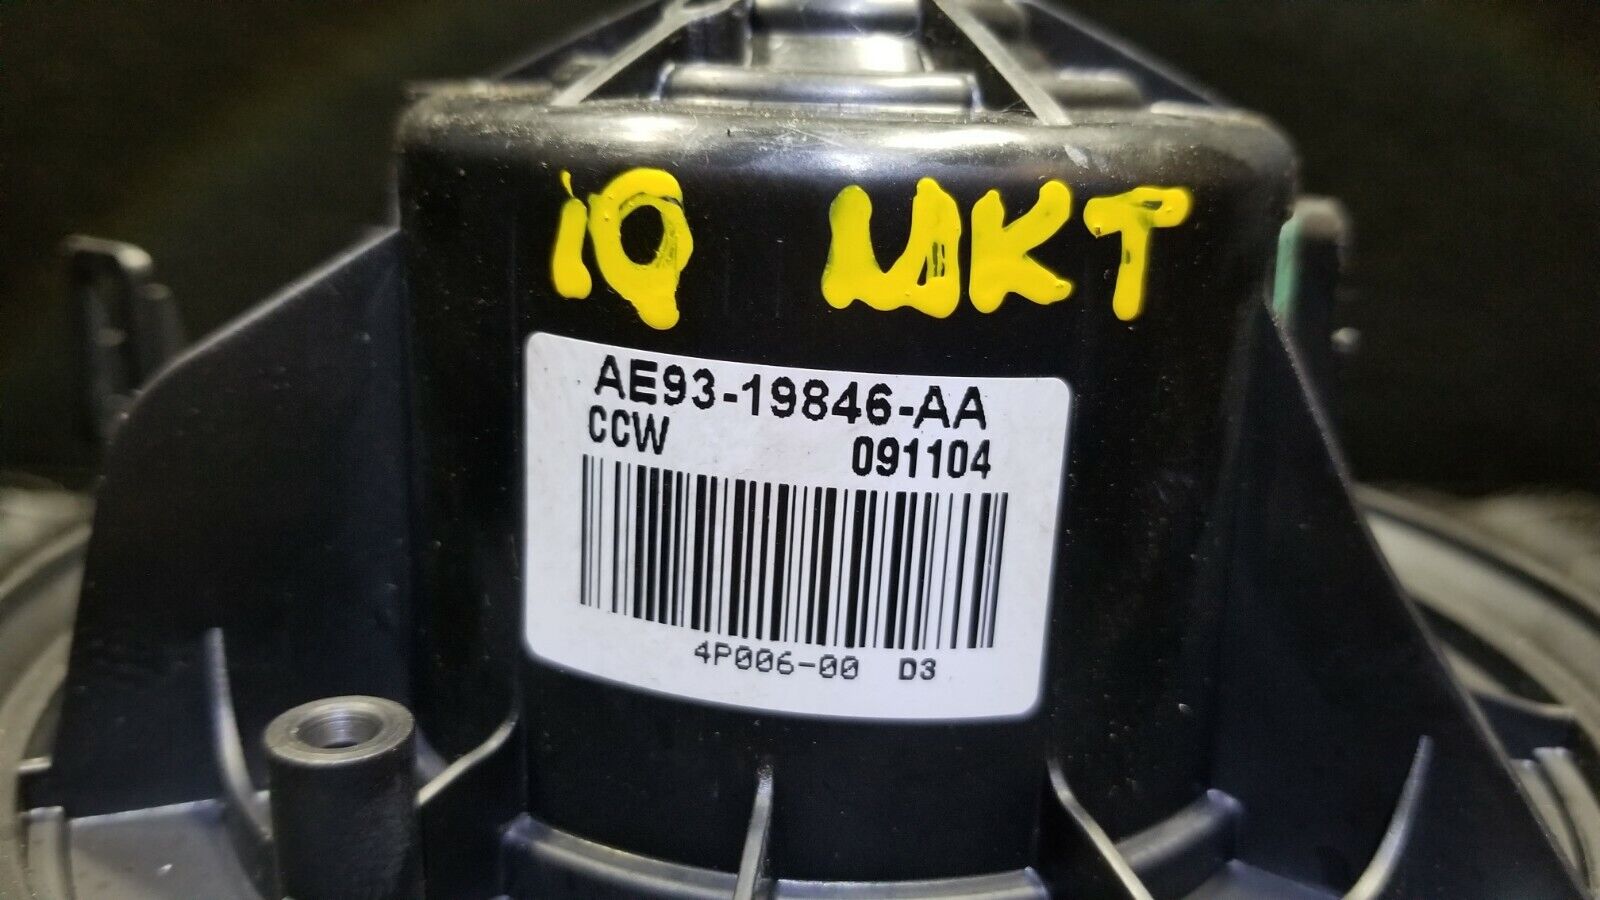 10 MKT
AE93-19846-AA
CCW 091104
4P006-00 D3